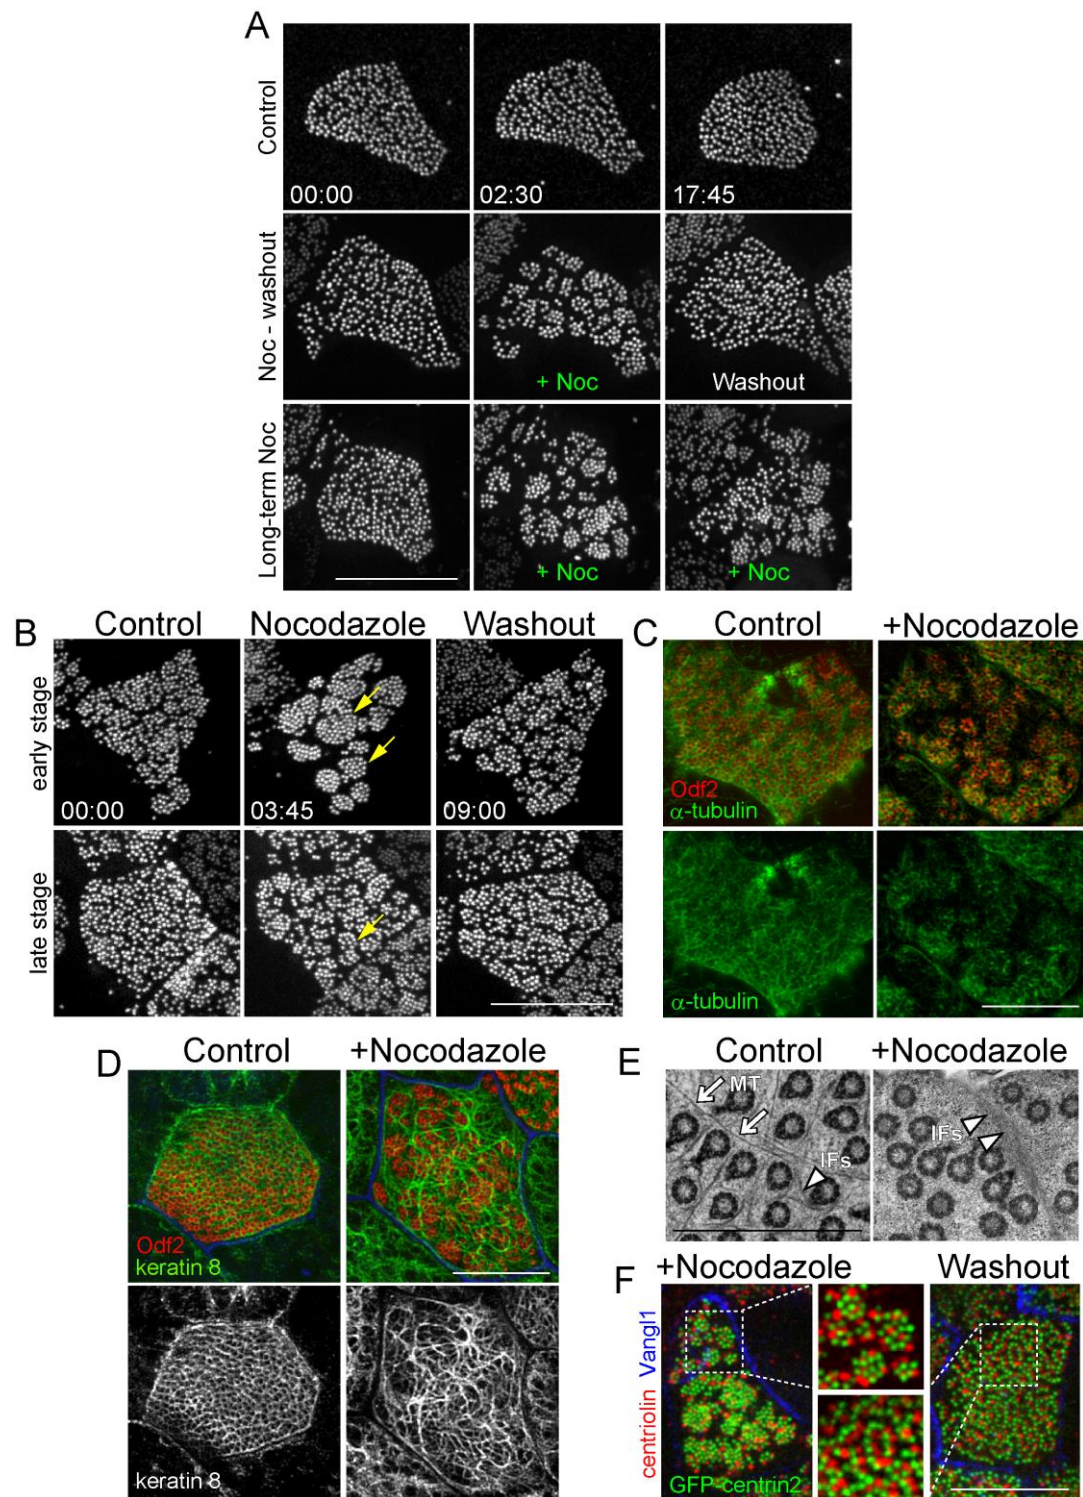 A
Control
00:00
02:30
17:45
Noc - washout
+ Noc
Washout
Long-term Noc
+ Noc
+ Noc
B
Control
Nocodazole
Washout
early stage
00:00
03:45
09:00
late stage
C
Control
+Nocodazole
Odf2
α-tubulin
α-tubulin
D
Control
+Nocodazole
Odf2
keratin 8
keratin 8
E
Control
+Nocodazole
MT
IFs
IFs
F
+Nocodazole
Washout
centriolin Vangl1
GFP-centrin2